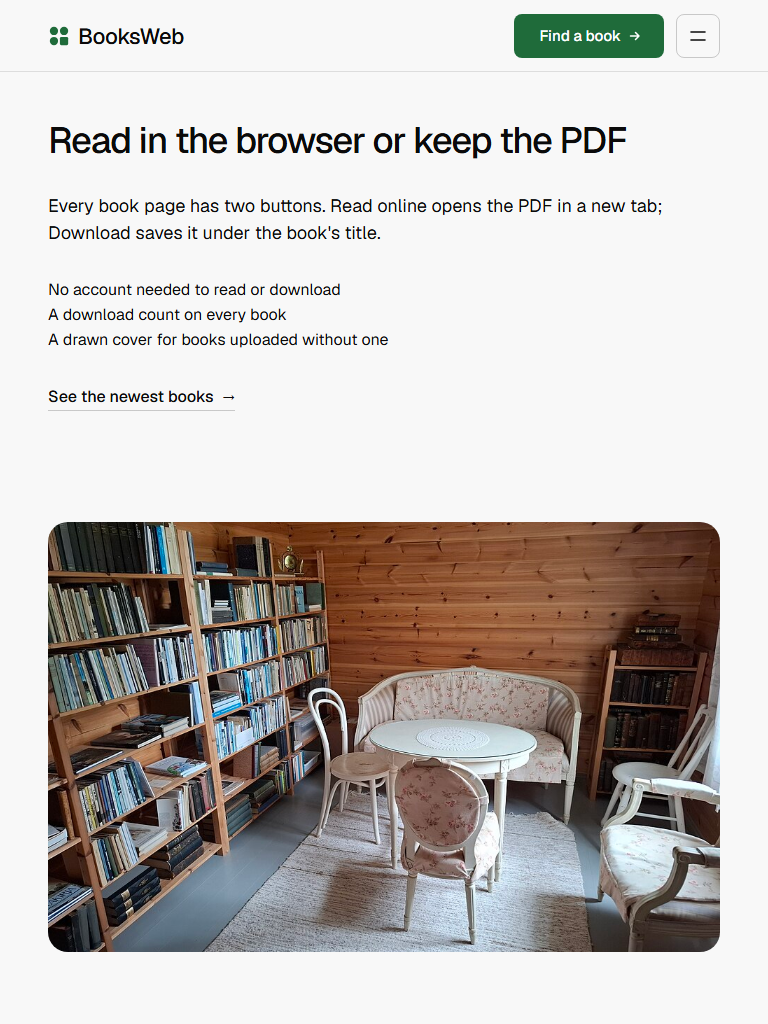 BooksWeb
Find a book →
Read in the browser or keep the PDF
Every book page has two buttons. Read online opens the PDF in a new tab;
Download saves it under the book's title.
No account needed to read or download
A download count on every book
A drawn cover for books uploaded without one
See the newest books →